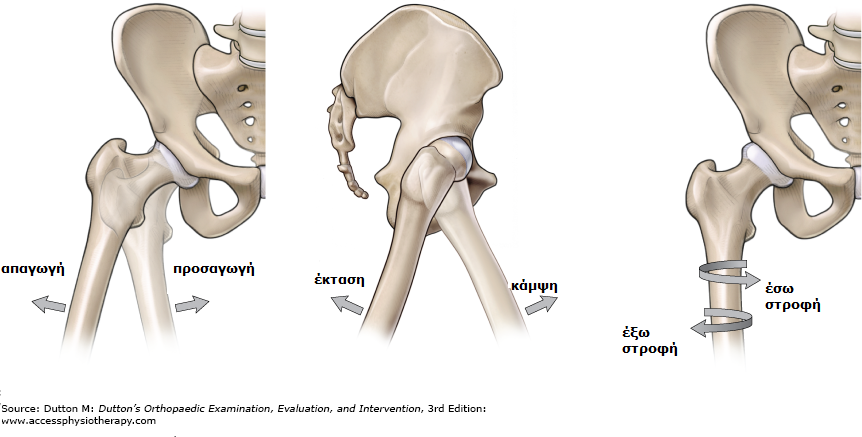 απαγωγή
προσαγωγή
έκταση
κάμψη
έσω
στροφή
έξω
στροφή
:
Source: Dutton M: Dutton’s Orthopaedic Examination, Evaluation, and Intervention, 3rd Edition:
www.accessphysiotherapy.com